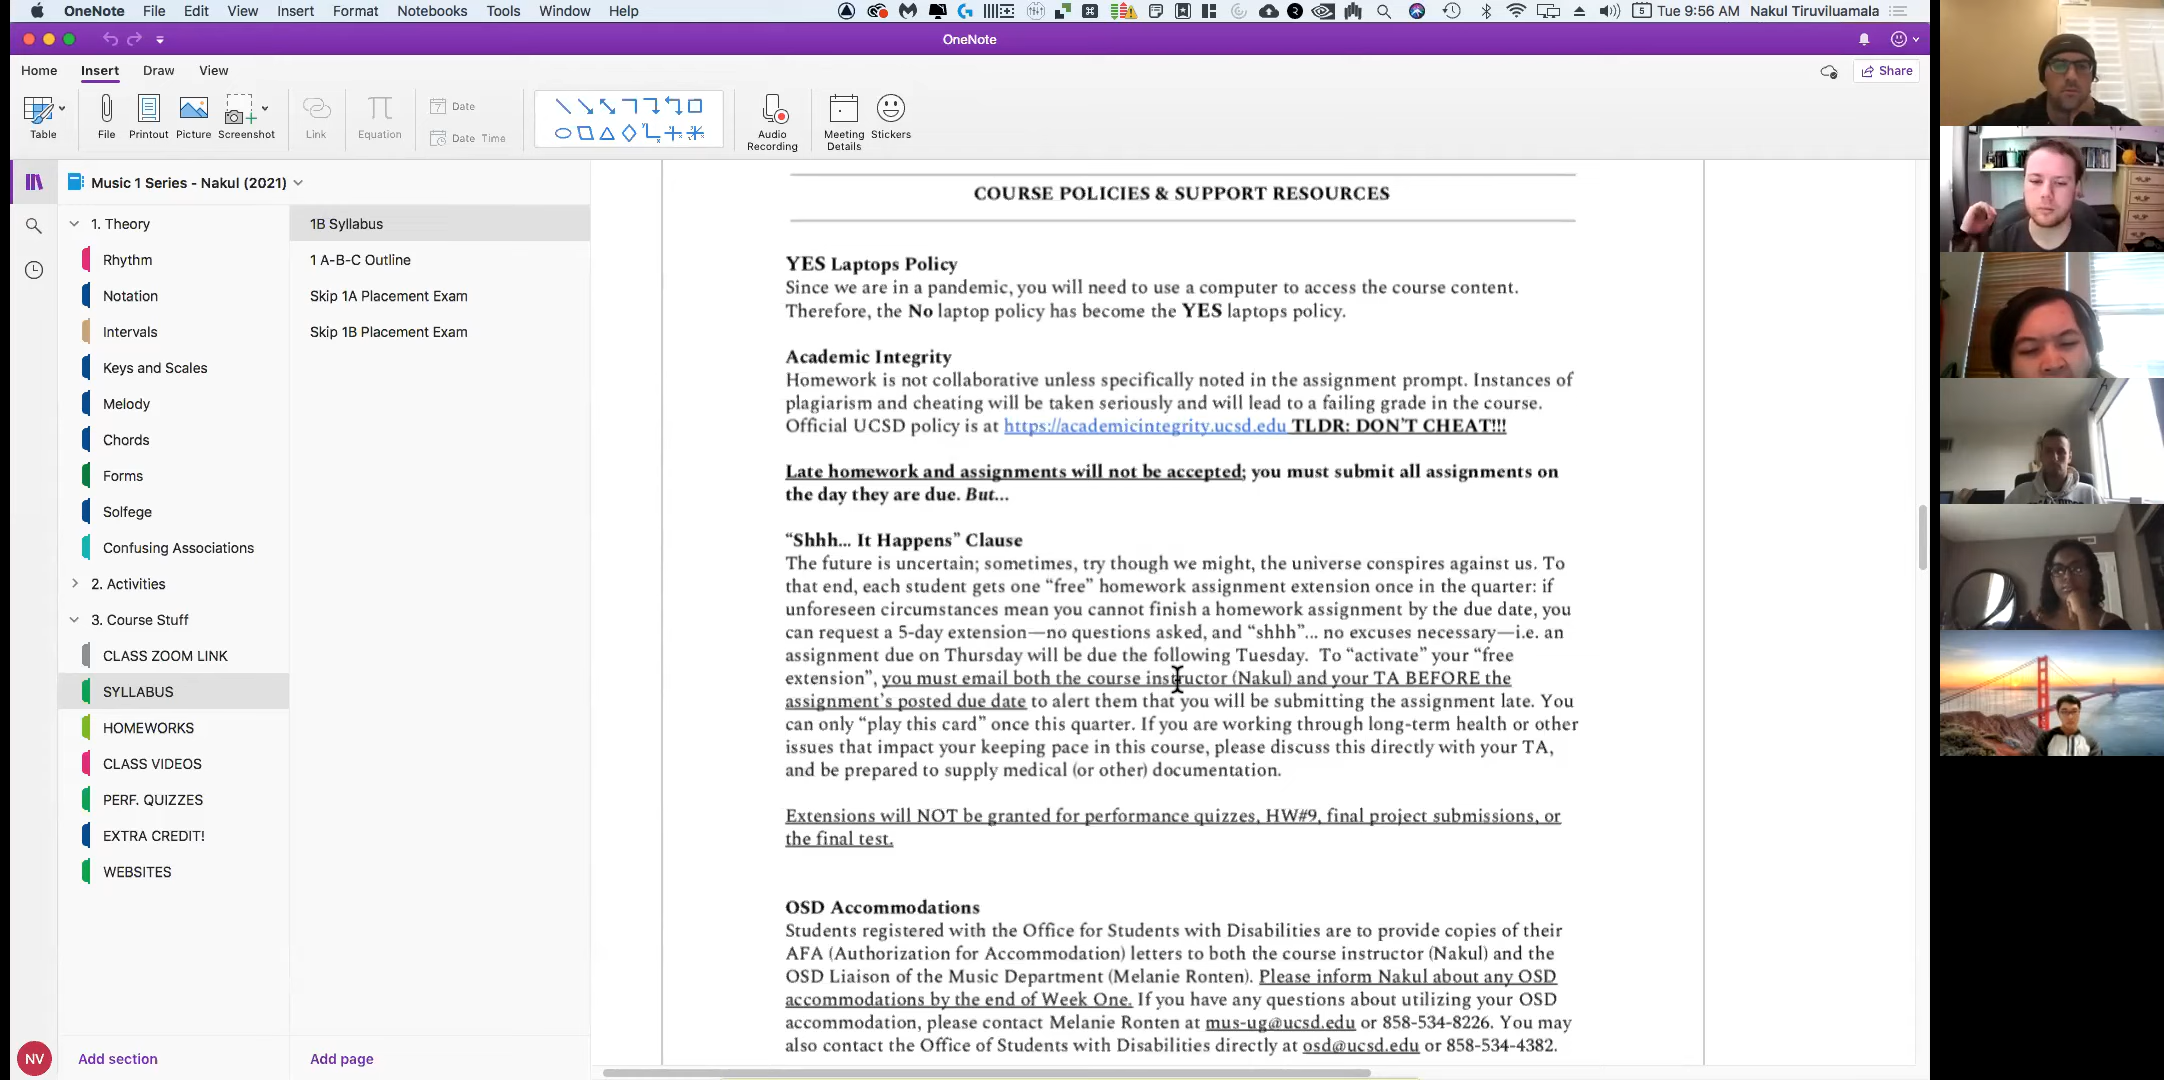 OneNote File Edit View Insert Format Notebooks Tools Window Help
Tue 9:56 AM Nakul Tiruviluamala
OneNote
Home Insert Draw View
Share
Table File Printout Picture Screenshot Link Equation
Date
Date Time
Audio Recording
Meeting Details
Stickers
Music 1 Series - Nakul (2021)
1. Theory
Rhythm
Notation
Intervals
Keys and Scales
Melody
Chords
Forms
Solfege
Confusing Associations
2. Activities
3. Course Stuff
CLASS ZOOM LINK
SYLLABUS
HOMEWORKS
CLASS VIDEOS
PERF. QUIZZES
EXTRA CREDIT!
WEBSITES
NV
Add section
1B Syllabus
1 A-B-C Outline
Skip 1A Placement Exam
Skip 1B Placement Exam
Add page
COURSE POLICIES & SUPPORT RESOURCES
YES Laptops Policy
Since we are in a pandemic, you will need to use a computer to access the course content.
Therefore, the No laptop policy has become the YES laptops policy.
Academic Integrity
Homework is not collaborative unless specifically noted in the assignment prompt. Instances of
plagiarism and cheating will be taken seriously and will lead to a failing grade in the course.
Official UCSD policy is at https://academicintegrity.ucsd.edu TLDR: DON'T CHEAT!!!
Late homework and assignments will not be accepted; you must submit all assignments on
the day they are due. But...
“Shhh... It Happens” Clause
The future is uncertain; sometimes, try though we might, the universe conspires against us. To
that end, each student gets one “free” homework assignment extension once in the quarter: if
unforeseen circumstances mean you cannot finish a homework assignment by the due date, you
can request a 5-day extension—no questions asked, and “shhh”... no excuses necessary—i.e. an
assignment due on Thursday will be due the following Tuesday. To “activate” your “free
extension”, you must email both the course instructor (Nakul) and your TA BEFORE the
assignment's posted due date to alert them that you will be submitting the assignment late. You
can only “play this card” once this quarter. If you are working through long-term health or other
issues that impact your keeping pace in this course, please discuss this directly with your TA,
and be prepared to supply medical (or other) documentation.
Extensions will NOT be granted for performance quizzes, HW#9, final project submissions, or
the final test.
OSD Accommodations
Students registered with the Office for Students with Disabilities are to provide copies of their
AFA (Authorization for Accommodation) letters to both the course instructor (Nakul) and the
OSD Liaison of the Music Department (Melanie Ronten). Please inform Nakul about any OSD
accommodations by the end of Week One. If you have any questions about utilizing your OSD
accommodation, please contact Melanie Ronten at mus-ug@ucsd.edu or 858-534-8226. You may
also contact the Office of Students with Disabilities directly at osd@ucsd.edu or 858-534-4382.